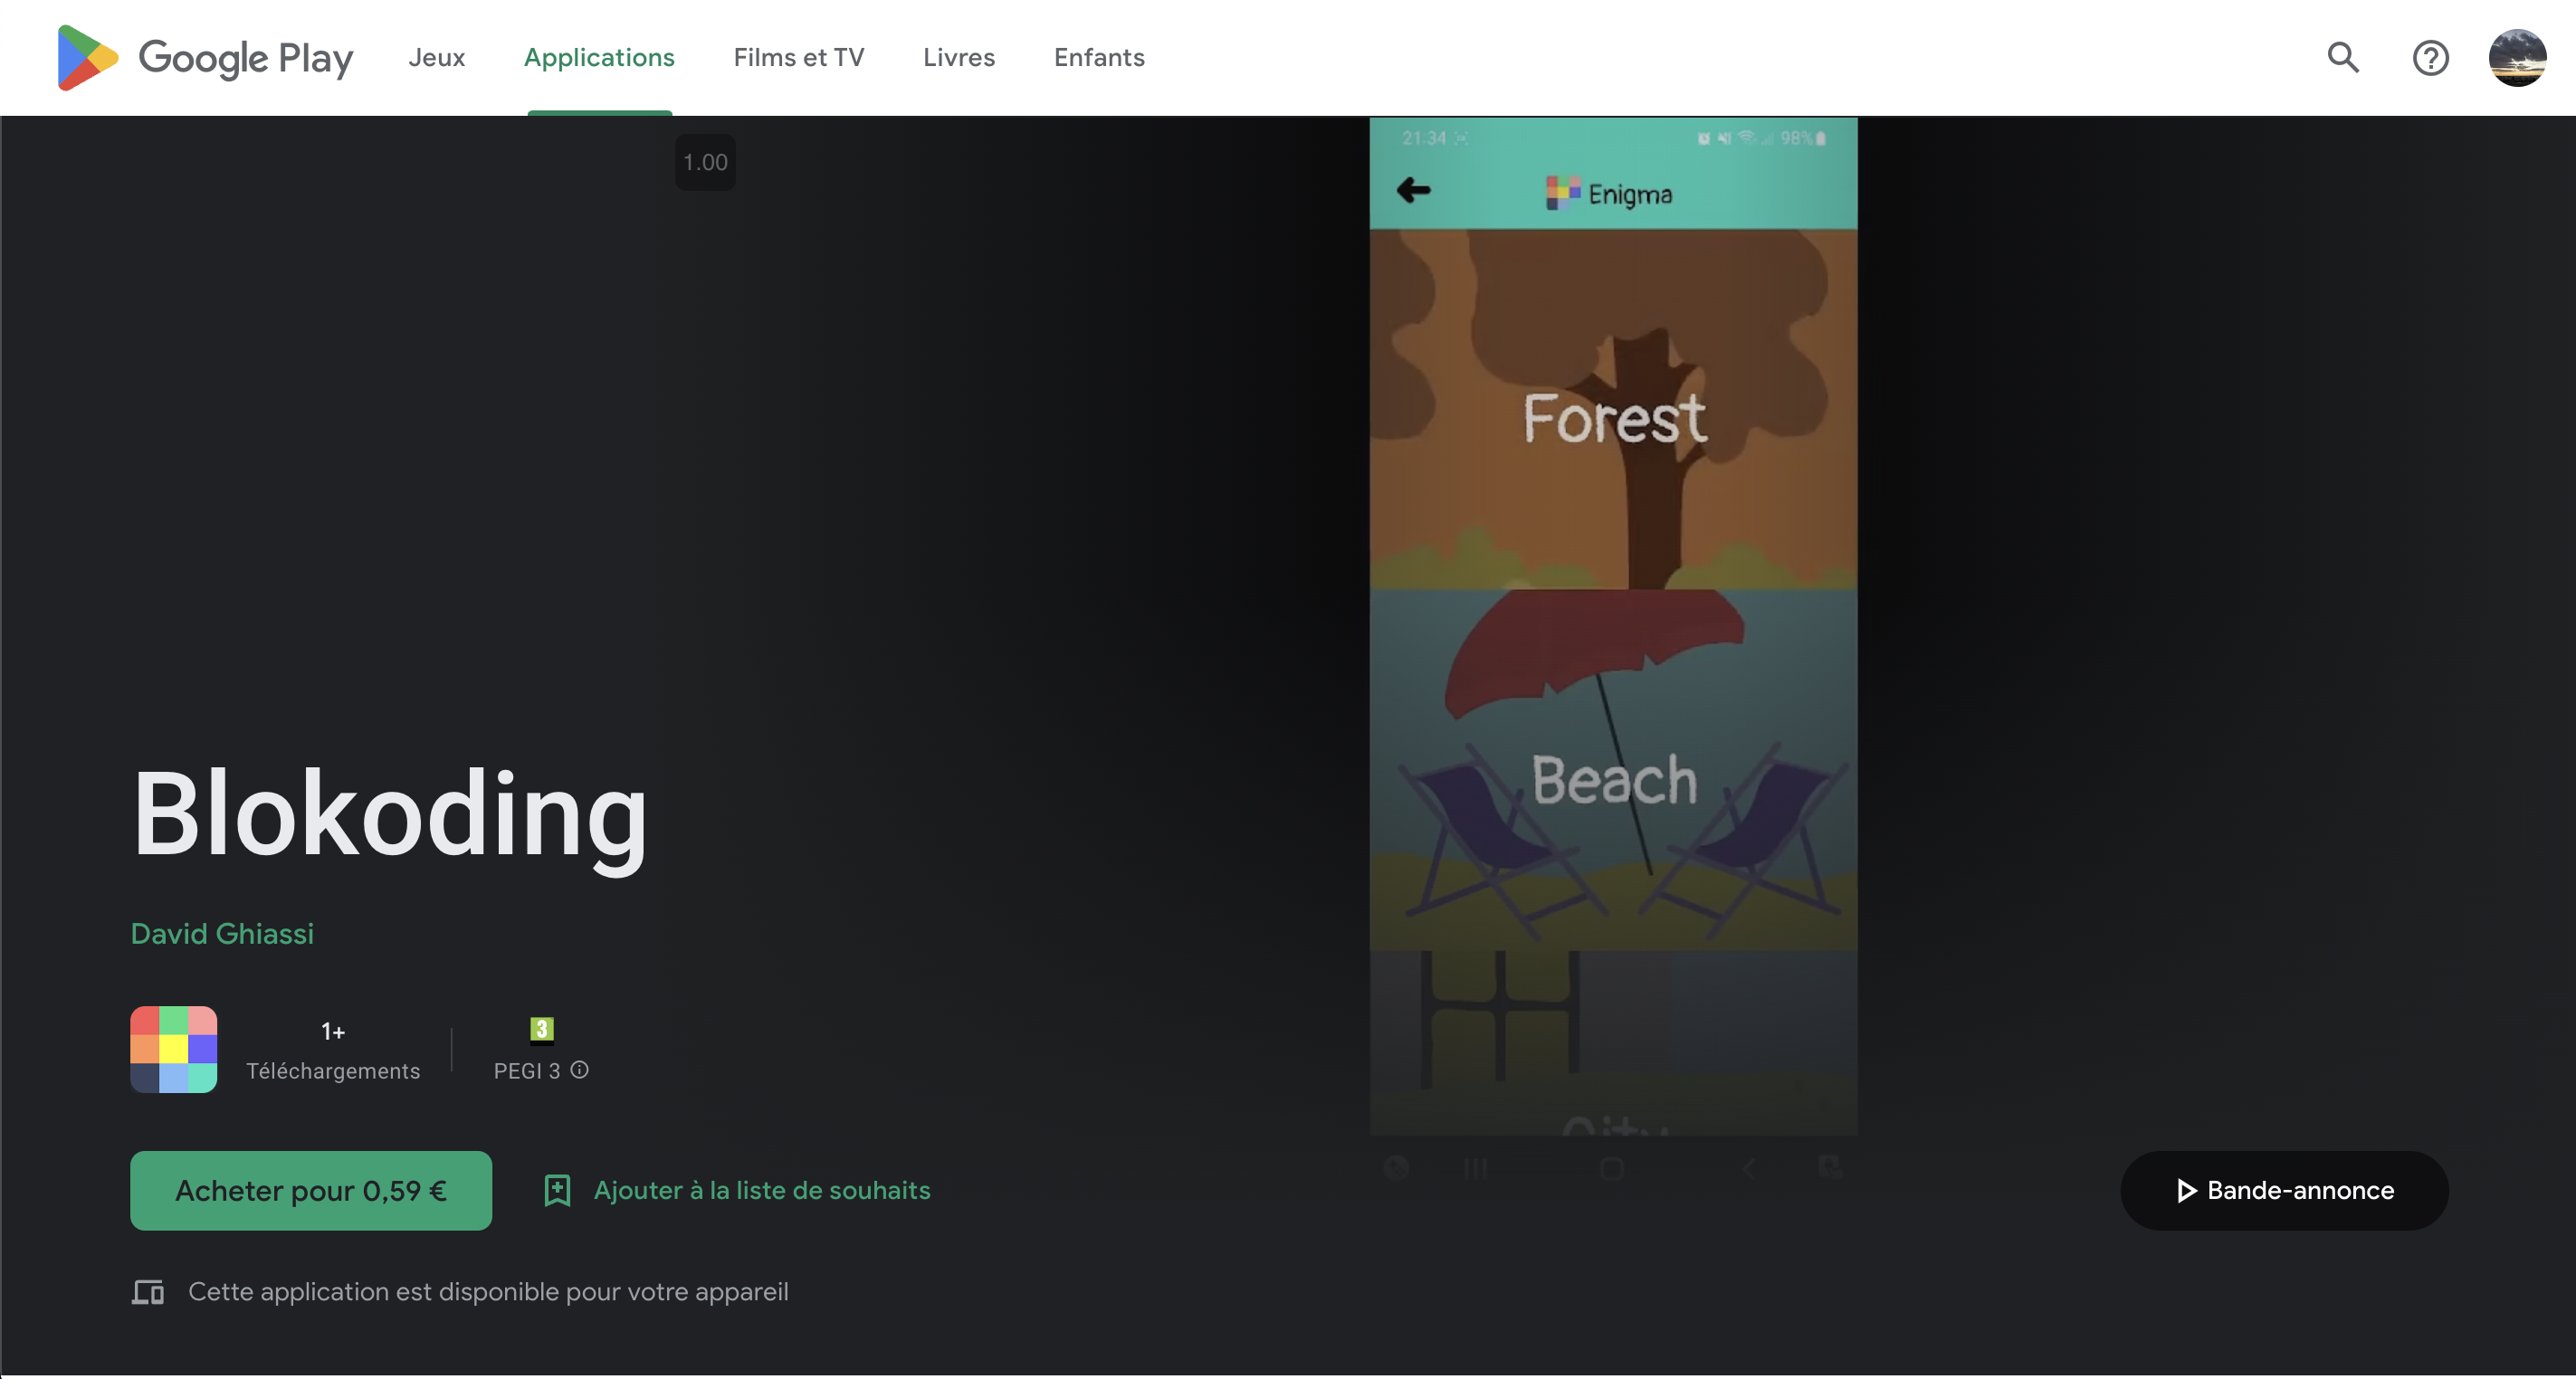 Google Play Jeux Applications Films et TV Livres Enfants
1.00
21:34 98%
Enigma
Forest
Beach
City
Blokoding
David Ghiassi
1+
Téléchargements
3
PEGI 3
Acheter pour 0,59 €
Ajouter à la liste de souhaits
Bande-annonce
Cette application est disponible pour votre appareil